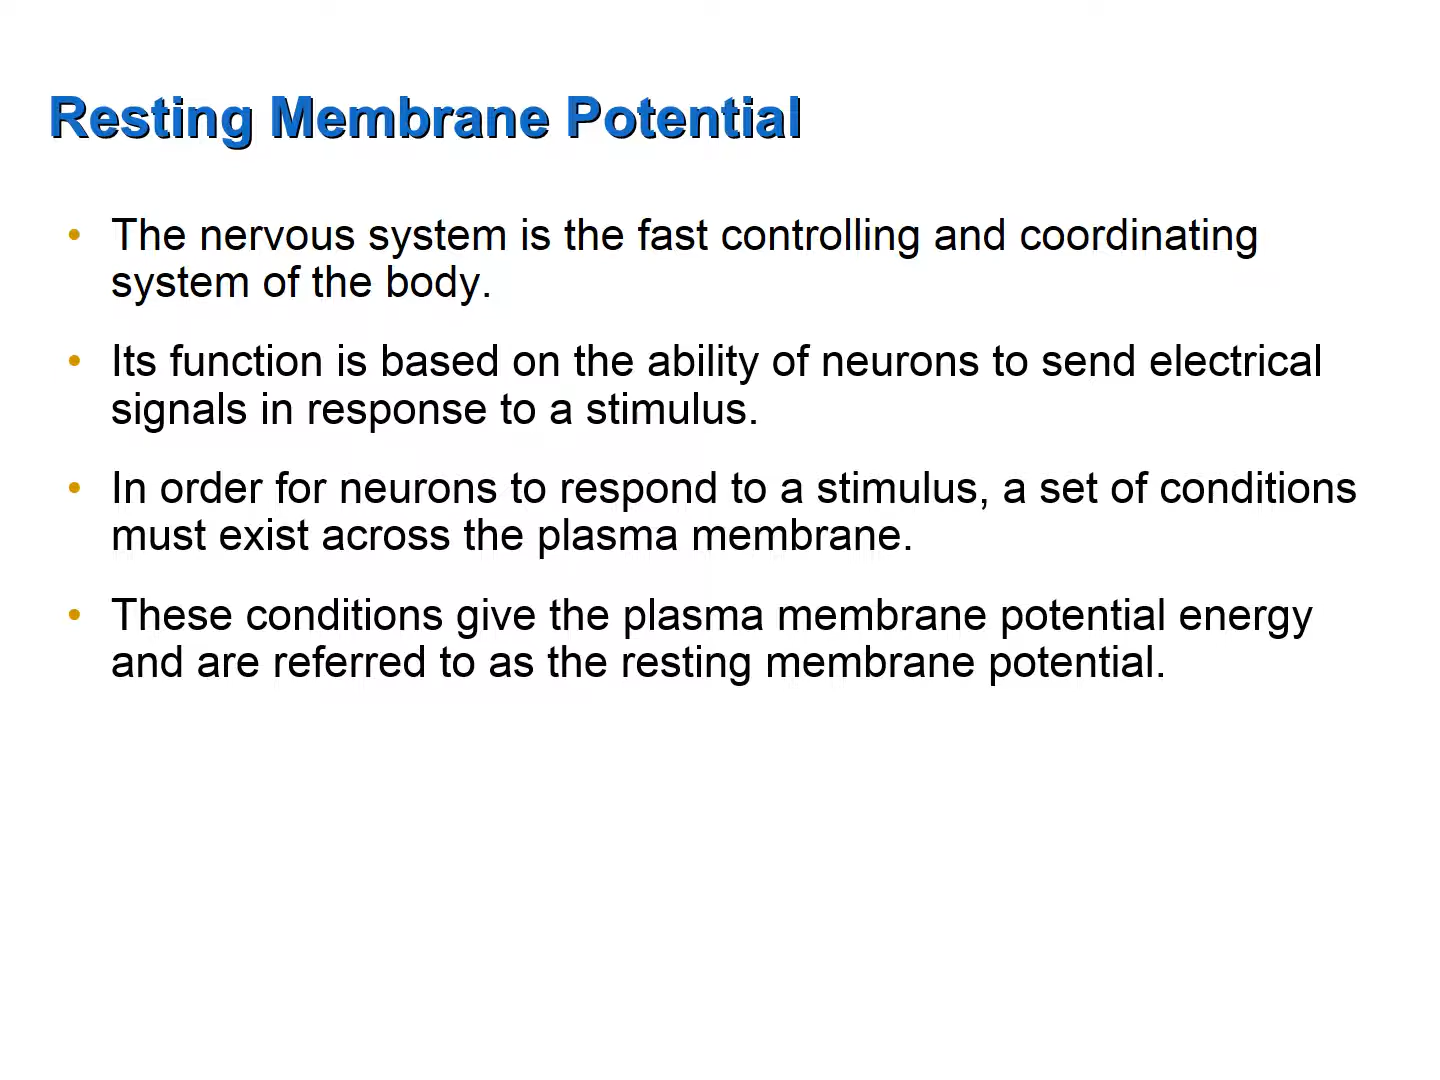 Resting Membrane Potential
• The nervous system is the fast controlling and coordinating
system of the body.
• Its function is based on the ability of neurons to send electrical
signals in response to a stimulus.
• In order for neurons to respond to a stimulus, a set of conditions
must exist across the plasma membrane.
• These conditions give the plasma membrane potential energy
and are referred to as the resting membrane potential.